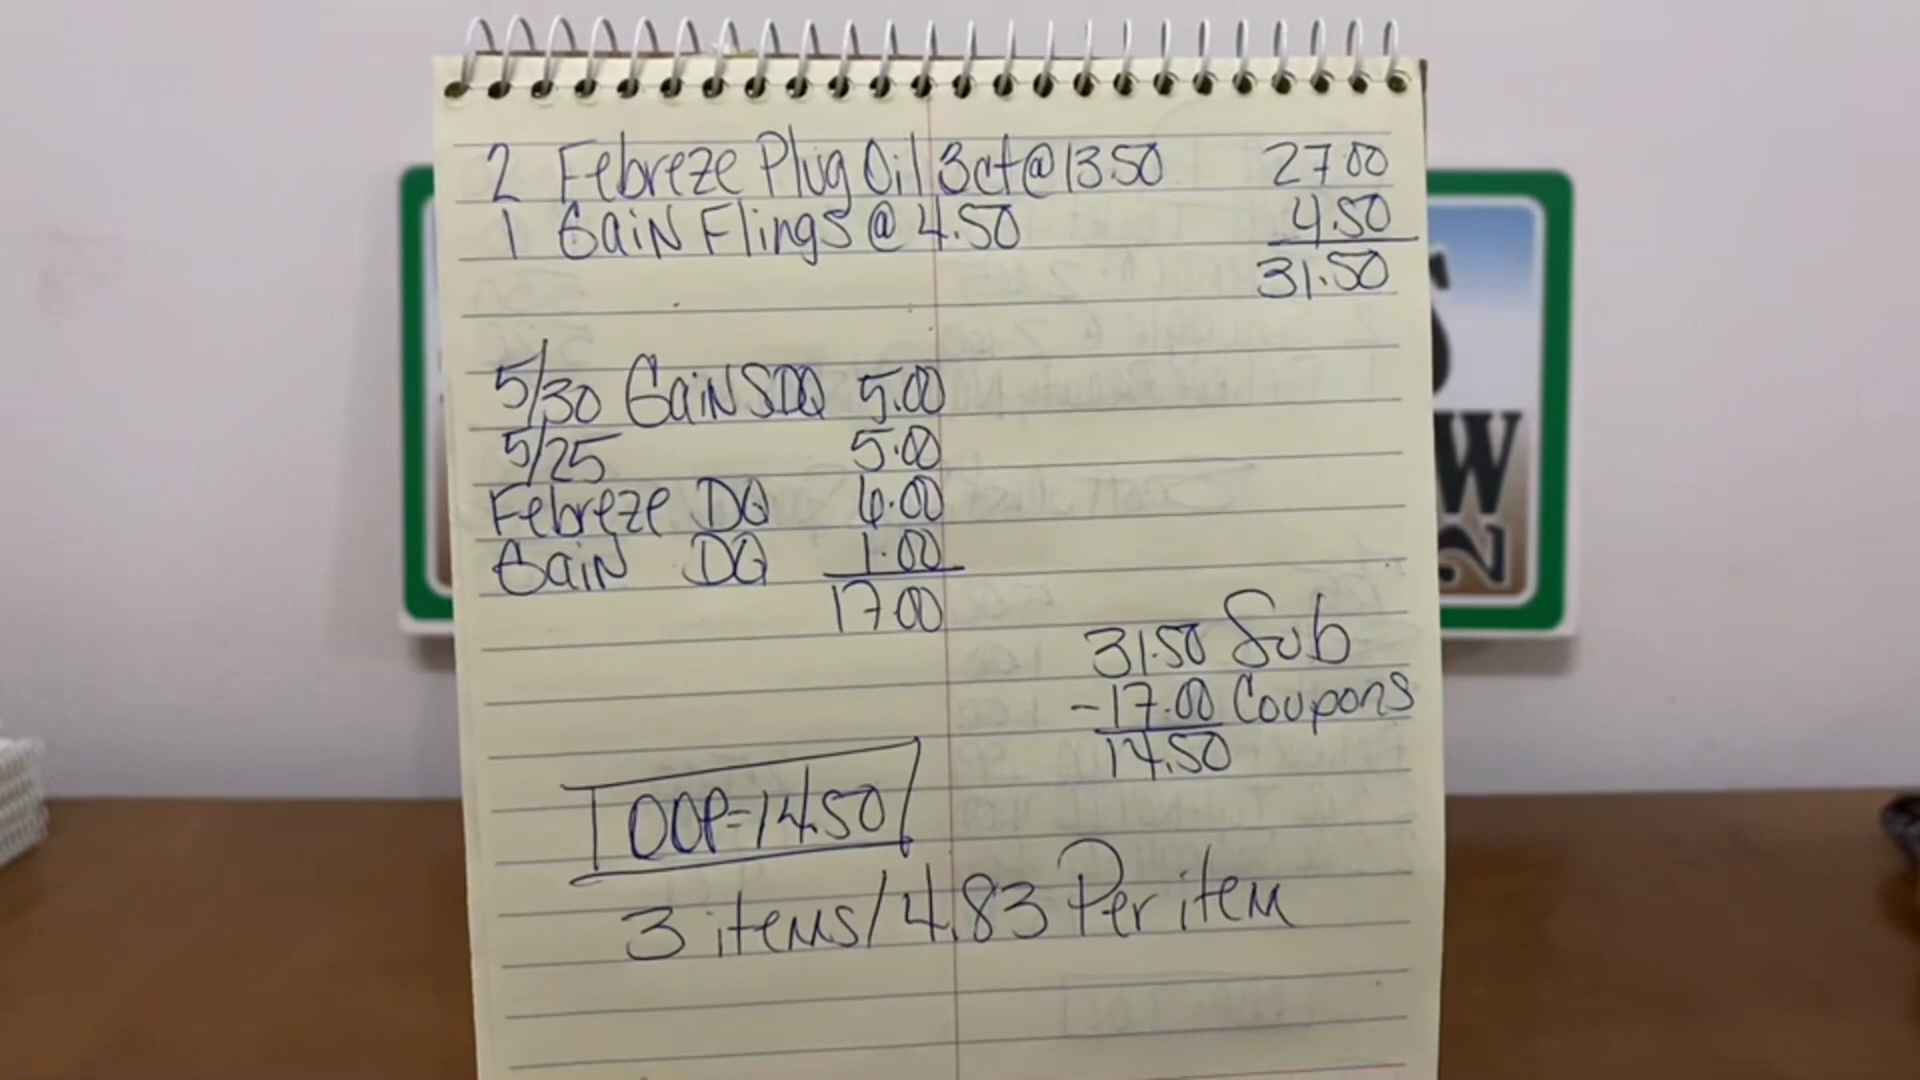 2 Febreze Plug Oil 3ct @ 13.50 27.00
1 Gain Flings @ 4.50 4.50
31.50
5/30 Gain SDQ 5.00
5/25 5.00
Febreze DQ 6.00
Gain DQ 1.00
17.00
31.50 Sub
-17.00 Coupons
14.50
OOP=14.50
3 items/4.83 Per item
S
W
N